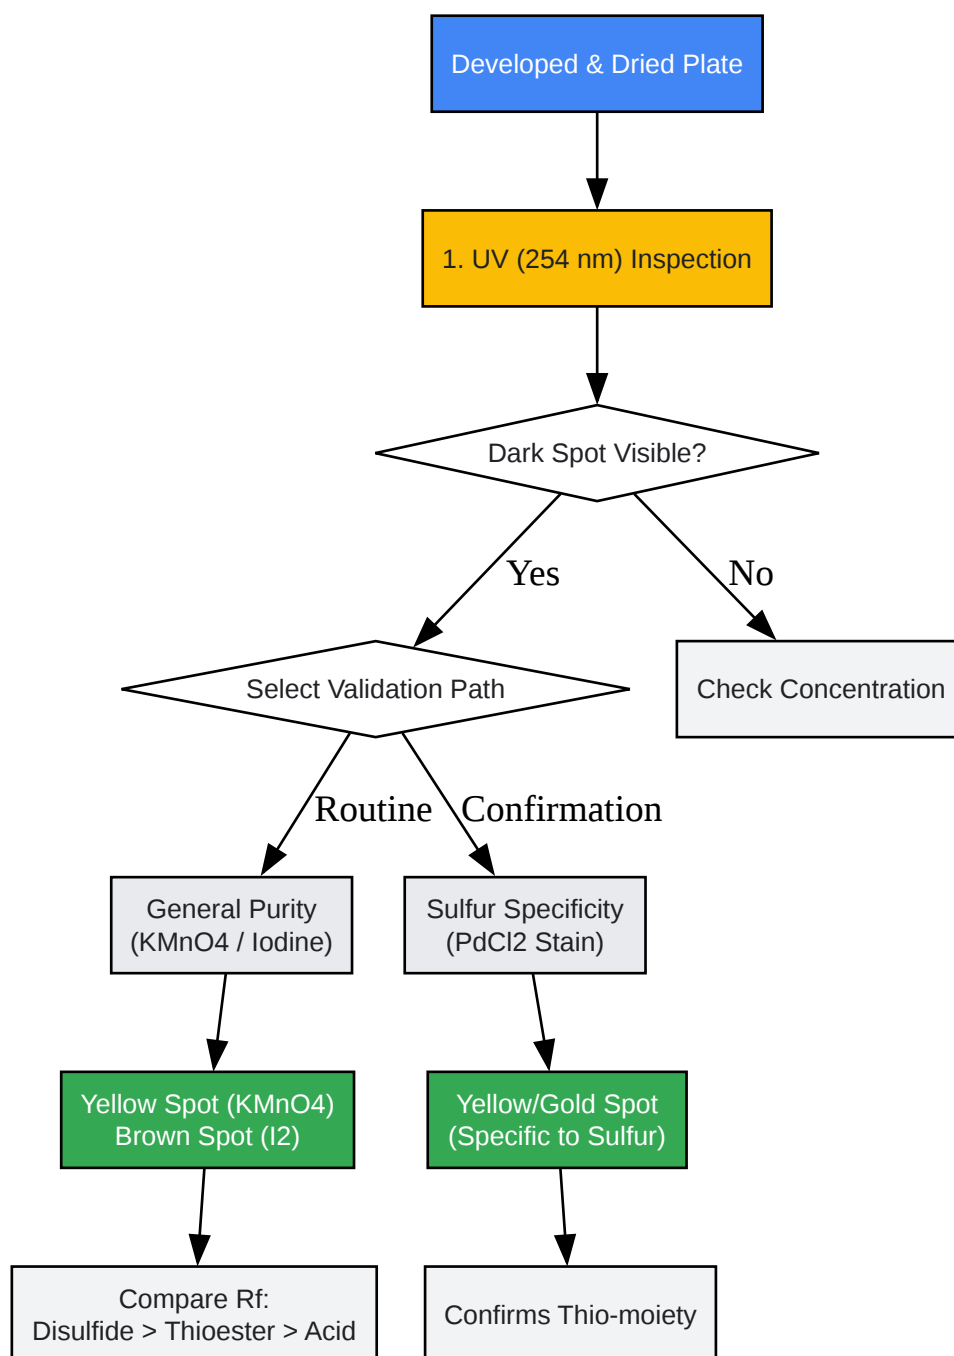 Developed & Dried Plate
1. UV (254 nm) Inspection
Dark Spot Visible?
Yes
No
Select Validation Path
Check Concentration
Routine
Confirmation
General Purity
(KMnO4 / Iodine)
Sulfur Specificity
(PdCl2 Stain)
Yellow Spot (KMnO4)
Brown Spot (I2)
Yellow/Gold Spot
(Specific to Sulfur)
Compare Rf:
Disulfide > Thioester > Acid
Confirms Thio-moiety